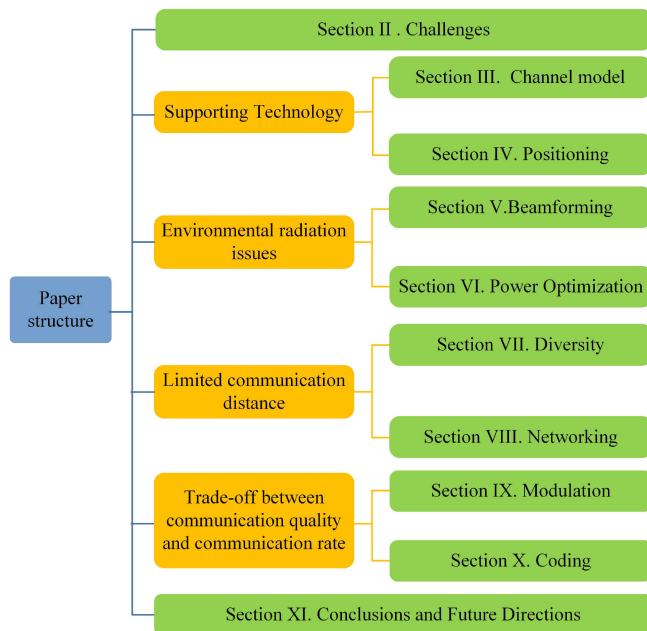 Paper
structure
Section II . Challenges
Supporting Technology
Section III.  Channel model
Section IV. Positioning
Environmental radiation
issues
Section V.Beamforming
Section VI. Power Optimization
Limited communication
distance
Section VII. Diversity
Section VIII. Networking
Trade-off between
communication quality
and communication rate
Section IX. Modulation
Section X. Coding
Section XI. Conclusions and Future Directions